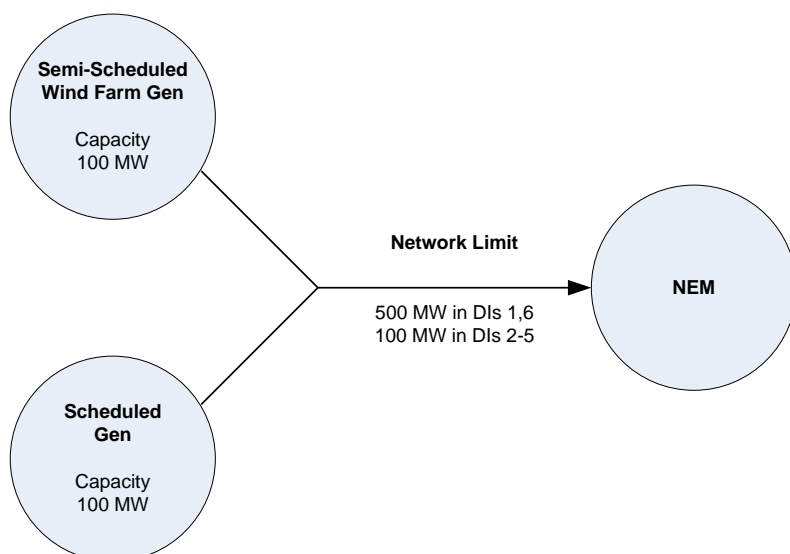 Semi-Scheduled
Wind Farm Gen
Capacity
100 MW
Network Limit
500 MW in DIs 1,6
100 MW in DIs 2-5
NEM
Scheduled
Gen
Capacity
100 MW